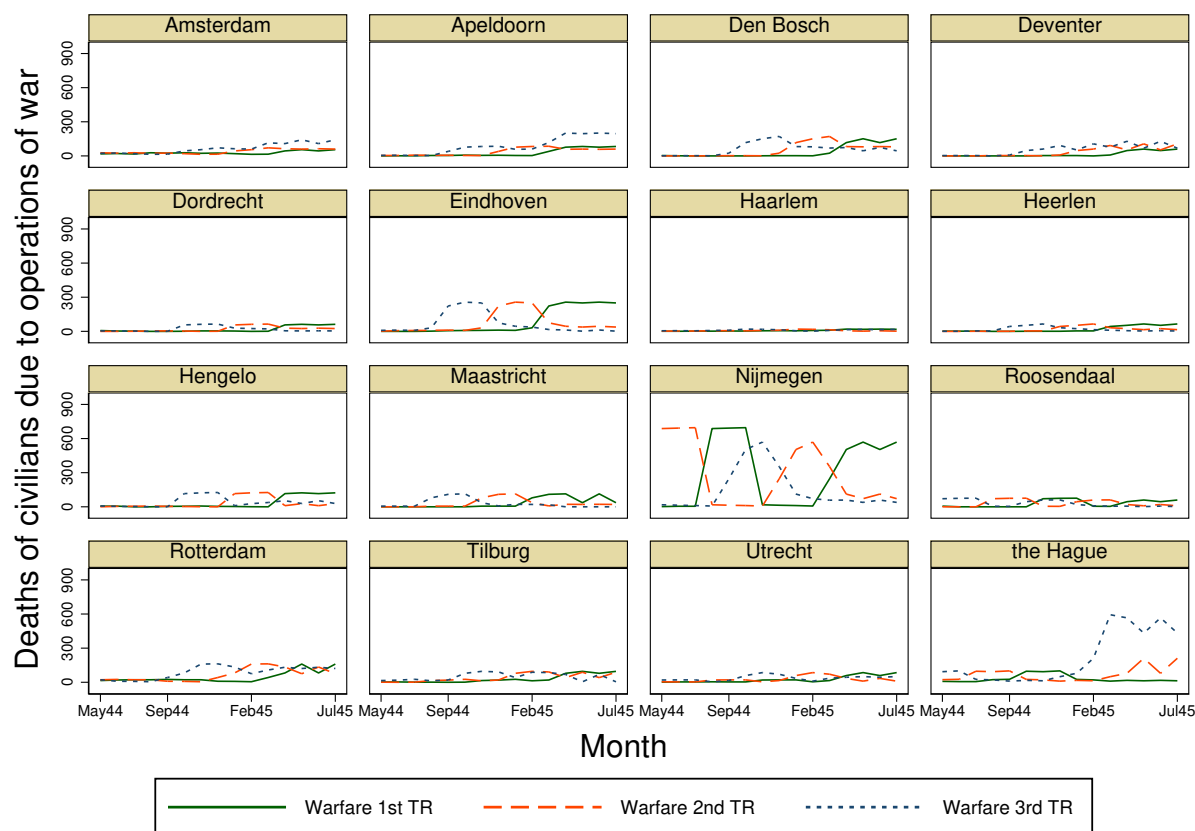 Deaths of civilians due to operations of war
Amsterdam Apeldoorn Den Bosch Deventer
900
600
300
0
Dordrecht Eindhoven Haarlem Heerlen
900
600
300
0
Hengelo Maastricht Nijmegen Roosendaal
900
600
300
0
Rotterdam Tilburg Utrecht the Hague
900
600
300
0
May44 Sep44 Feb45 Jul45 May44 Sep44 Feb45 Jul45 May44 Sep44 Feb45 Jul45 May44 Sep44 Feb45 Jul45
Month
Warfare 1st TR Warfare 2nd TR Warfare 3rd TR